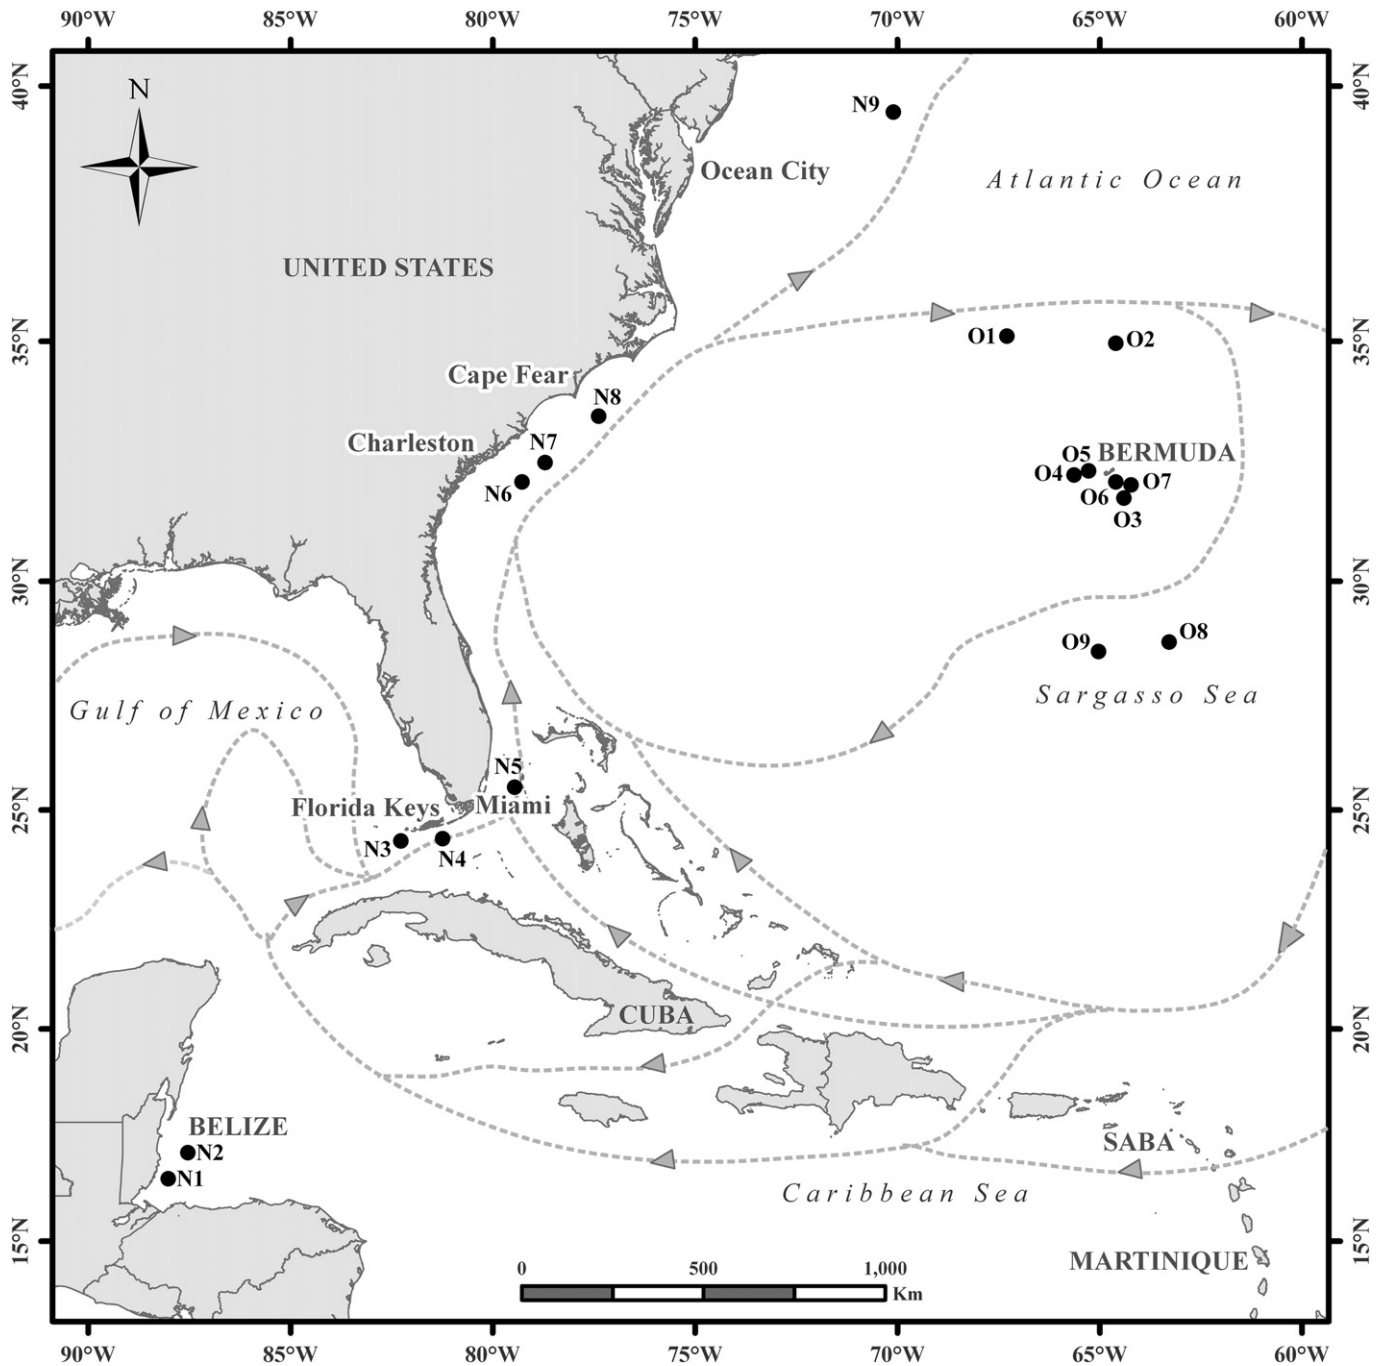 90°W 85°W 80°W 75°W 70°W 65°W 60°W
40°N 40°N
N
N9
Ocean City
Atlantic Ocean
UNITED STATES
35°N 35°N
O1 O2
Cape Fear
N8
Charleston
N7
N6
BERMUDA
O5
O4 O7
O6
O3
30°N 30°N
O8
O9
Sargasso Sea
Gulf of Mexico
N5
Florida Keys Miami
25°N 25°N
N3 N4
CUBA
20°N 20°N
BELIZE
N2
N1
SABA
Caribbean Sea
15°N 15°N
MARTINIQUE
0 500 1,000
Km
90°W 85°W 80°W 75°W 70°W 65°W 60°W